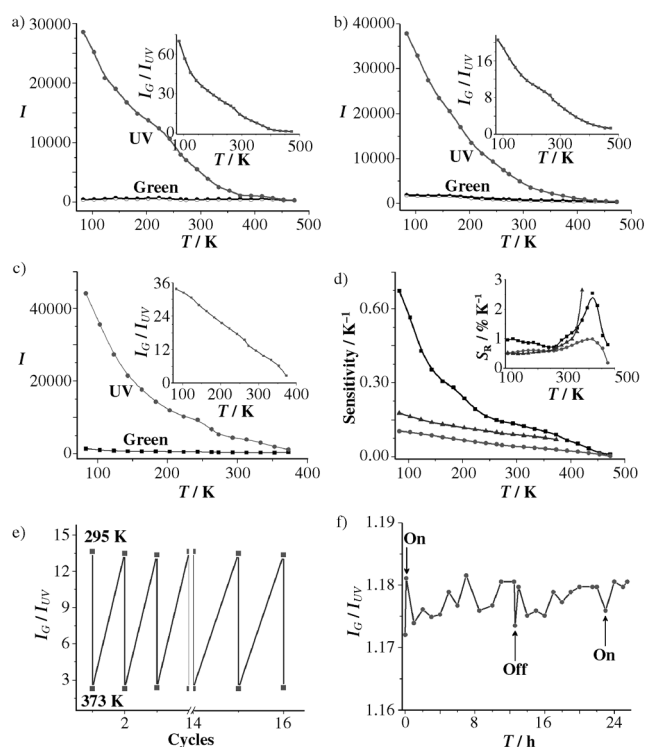 a)
30000
20000
10000
0
I
UV
Green
100 200 300 400 500
T / K
60
30
0
I_G / I_UV
100 300 500
T / K
b)
40000
30000
20000
10000
0
I
UV
Green
100 200 300 400 500
T / K
16
8
0
I_G / I_UV
100 300 500
T / K
c)
40000
20000
0
I
UV
Green
100 200 300 400
T / K
36
24
12
0
I_G / I_UV
100 200 300 400
T / K
d)
0.60
0.30
0.00
Sensitivity / K⁻¹
100 200 300 400 500
T / K
3
2
1
0
S_R / % K⁻¹
150 300 450
T / K
e)
15
12
9
6
3
I_G / I_UV
295 K
373 K
2 14 16
Cycles
f)
1.19
1.18
1.17
1.16
I_G / I_UV
On
Off
On
0 8 16 24
T / h